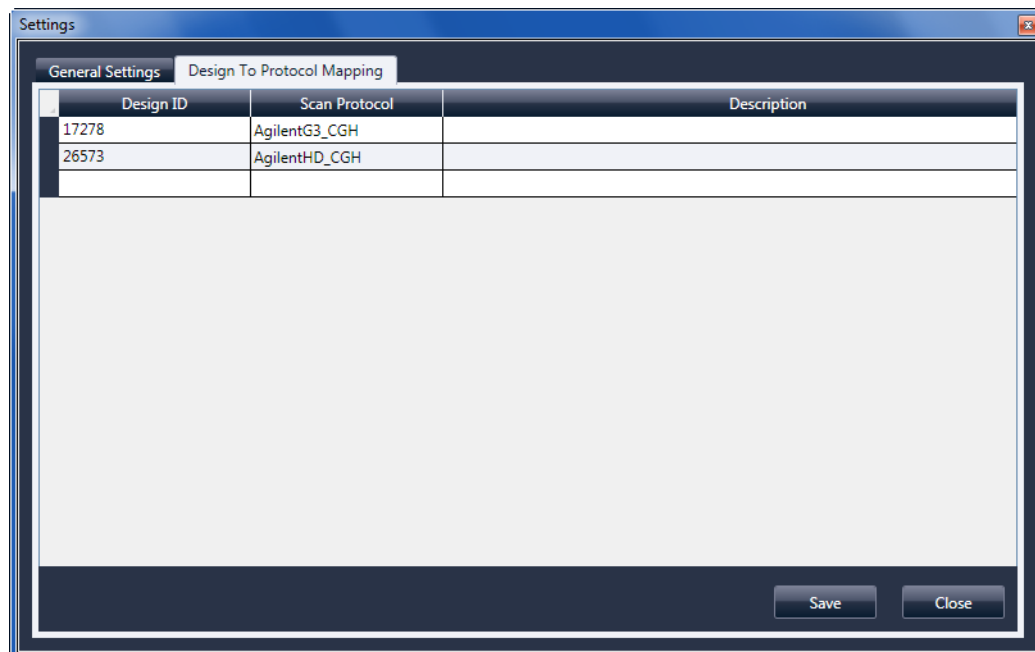 Settings
General Settings Design To Protocol Mapping
Design ID Scan Protocol Description
17278 AgilentG3_CGH
26573 AgilentHD_CGH
Save Close